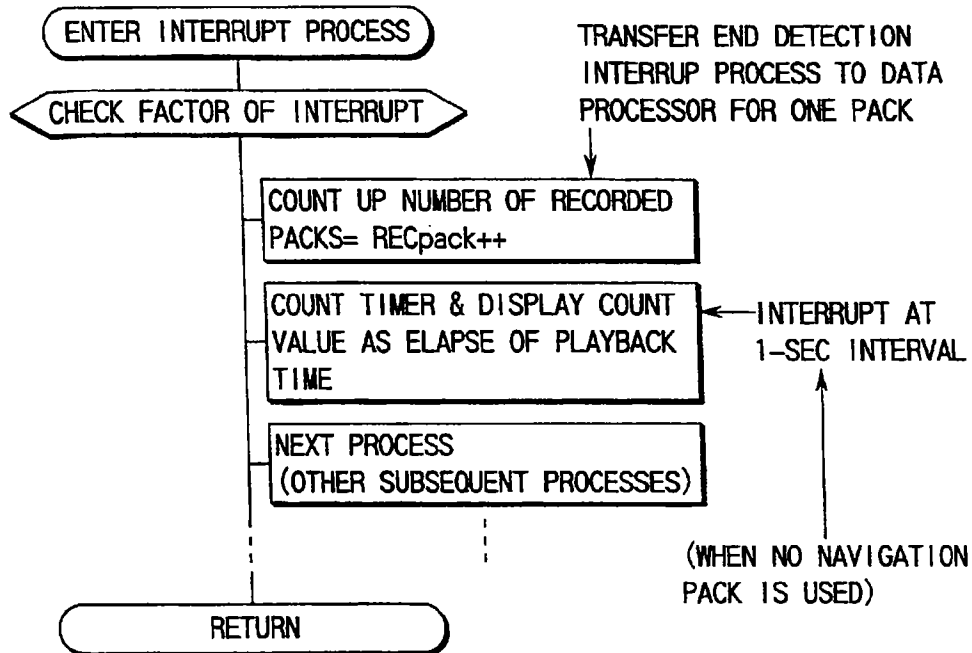 ENTER INTERRUPT PROCESS
TRANSFER END DETECTION
INTERRUP PROCESS TO DATA
PROCESSOR FOR ONE PACK
CHECK FACTOR OF INTERRUPT
COUNT UP NUMBER OF RECORDED
PACKS= RECpack++
COUNT TIMER & DISPLAY COUNT
VALUE AS ELAPSE OF PLAYBACK
TIME
INTERRUPT AT
1-SEC INTERVAL
NEXT PROCESS
(OTHER SUBSEQUENT PROCESSES)
(WHEN NO NAVIGATION
PACK IS USED)
RETURN